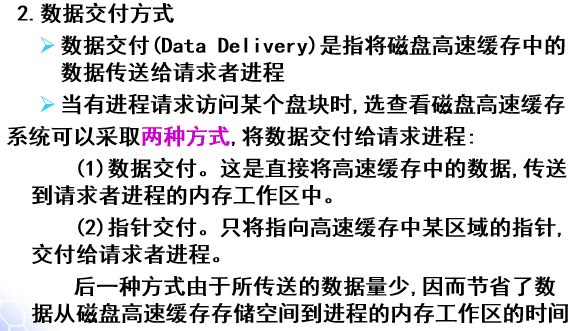 2.数据交付方式
数据交付(Data Delivery)是指将磁盘高速缓存中的
数据传送给请求者进程
当有进程请求访问某个盘块时,选查看磁盘高速缓存
系统可以采取两种方式,将数据交付给请求进程:
(1)数据交付。这是直接将高速缓存中的数据,传送
到请求者进程的内存工作区中。
(2)指针交付。只将指向高速缓存中某区域的指针,
交付给请求者进程。
后一种方式由于所传送的数据量少,因而节省了数
据从磁盘高速缓存存储空间到进程的内存工作区的时间